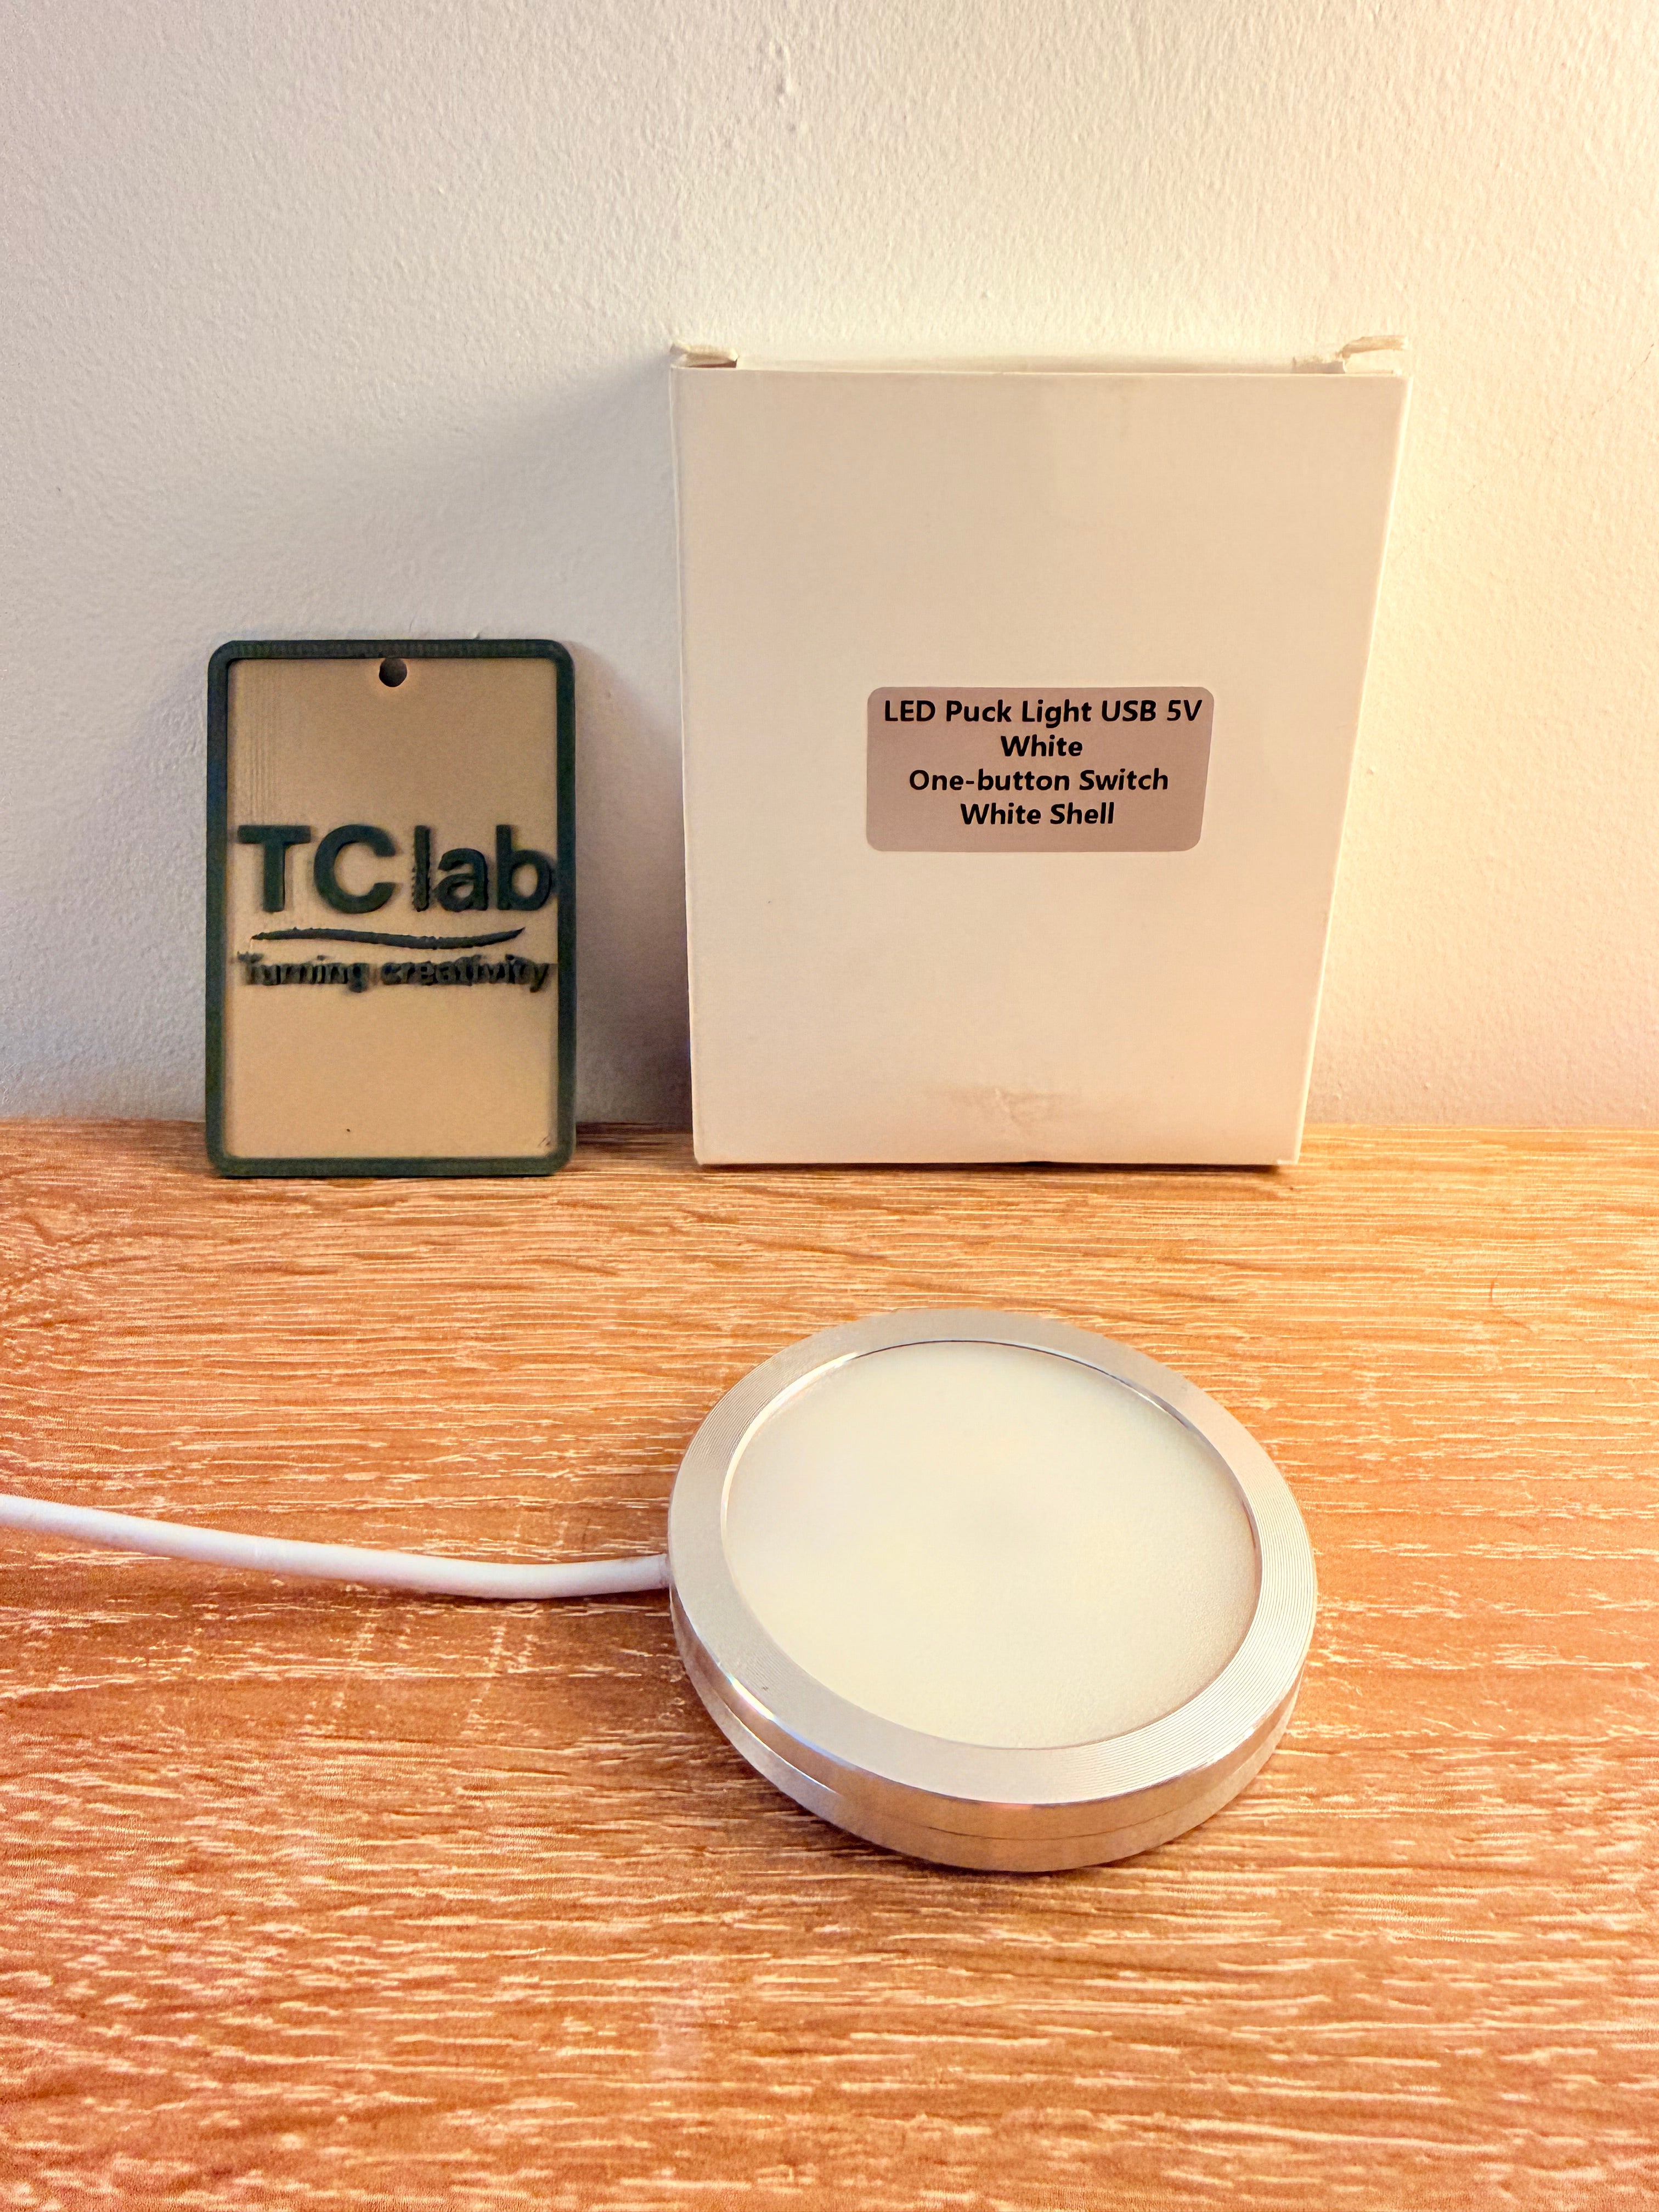 TC lab
Turning creativity
LED Puck Light USB 5V
White
One-button Switch
White Shell